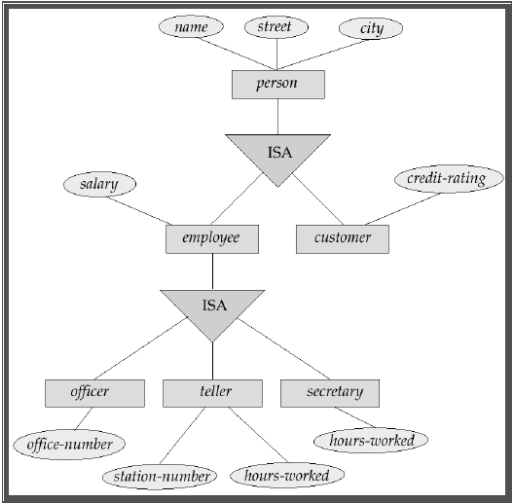 name street city
person
ISA
salary credit-rating
employee customer
ISA
officer teller secretary
office-number hours-worked
station-number hours-worked